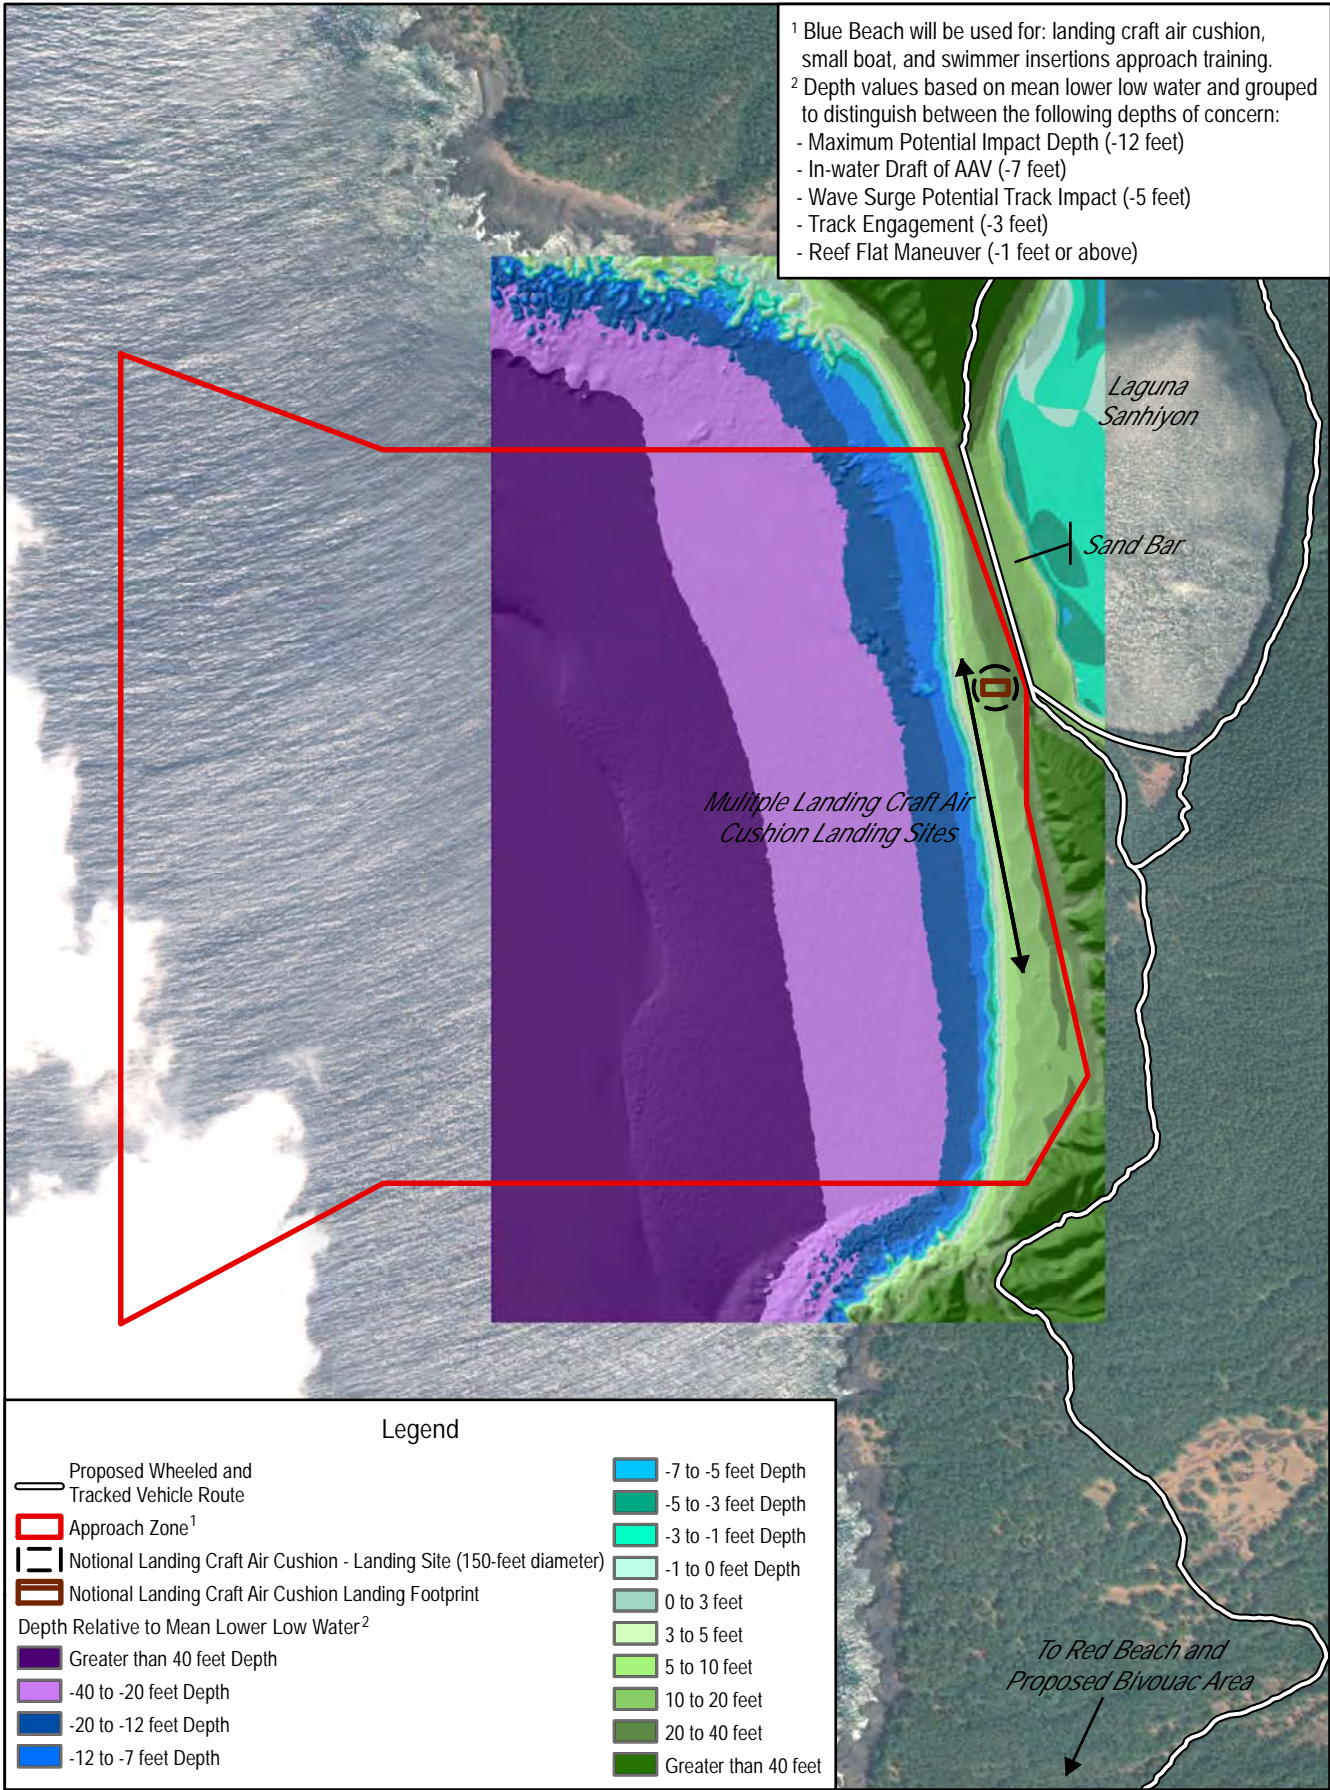 ¹ Blue Beach will be used for: landing craft air cushion,
small boat, and swimmer insertions approach training.
² Depth values based on mean lower low water and grouped
to distinguish between the following depths of concern:
- Maximum Potential Impact Depth (-12 feet)
- In-water Draft of AAV (-7 feet)
- Wave Surge Potential Track Impact (-5 feet)
- Track Engagement (-3 feet)
- Reef Flat Maneuver (-1 feet or above)
Laguna
Sanhiyon
Sand Bar
Mulitple Landing Craft Air
Cushion Landing Sites
To Red Beach and
Proposed Bivouac Area
Legend
Proposed Wheeled and
Tracked Vehicle Route
Approach Zone¹
Notional Landing Craft Air Cushion - Landing Site (150-feet diameter)
Notional Landing Craft Air Cushion Landing Footprint
Depth Relative to Mean Lower Low Water²
Greater than 40 feet Depth
-40 to -20 feet Depth
-20 to -12 feet Depth
-12 to -7 feet Depth
-7 to -5 feet Depth
-5 to -3 feet Depth
-3 to -1 feet Depth
-1 to 0 feet Depth
0 to 3 feet
3 to 5 feet
5 to 10 feet
10 to 20 feet
20 to 40 feet
Greater than 40 feet